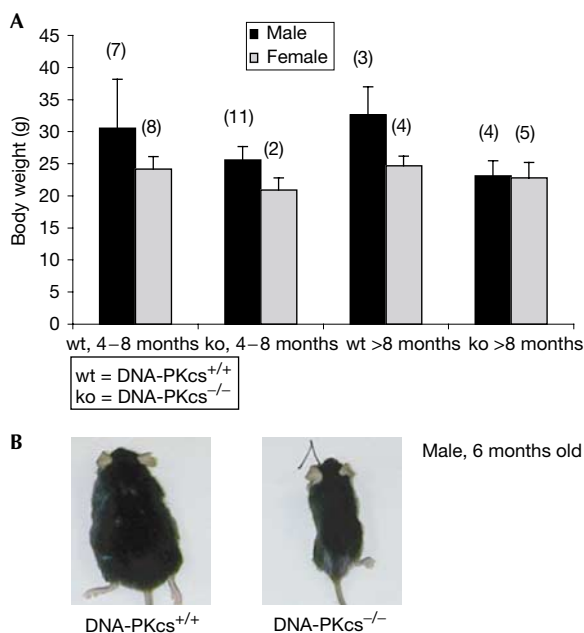 A
Male
Female
Body weight (g)
45
40
35
30
25
20
15
10
5
0
(7)
(8)
(11)
(2)
(3)
(4)
(4)
(5)
wt, 4–8 months ko, 4–8 months wt >8 months ko >8 months
wt = DNA-PKcs+/+
ko = DNA-PKcs–/–
B
Male, 6 months old
DNA-PKcs+/+ DNA-PKcs–/–